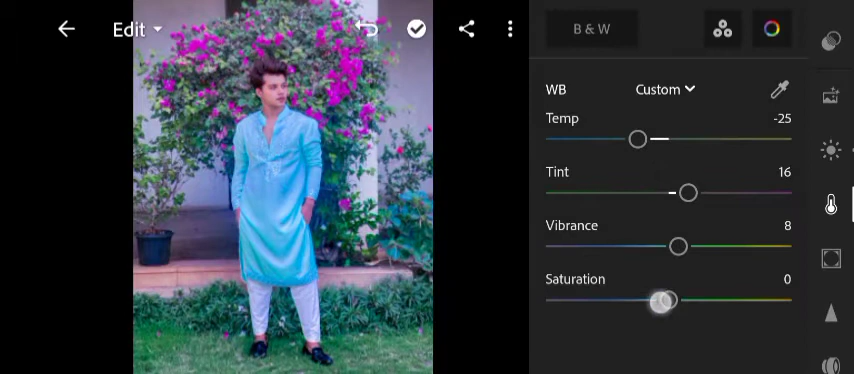 Edit
B & W
WB Custom
Temp -25
Tint 16
Vibrance 8
Saturation 0